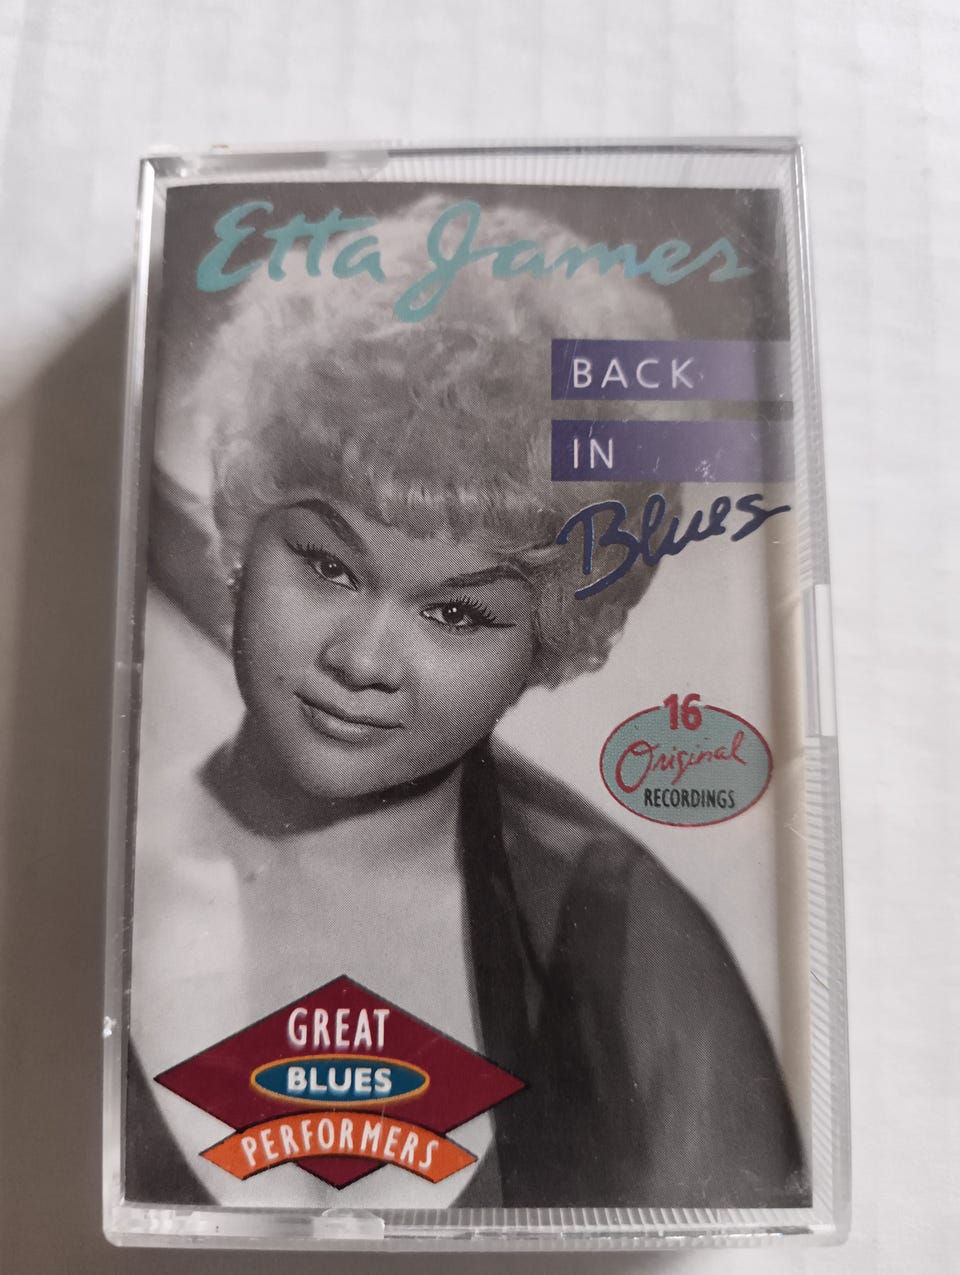 Etta James
BACK
IN
Blues
16
Original
RECORDINGS
GREAT
BLUES
PERFORMERS